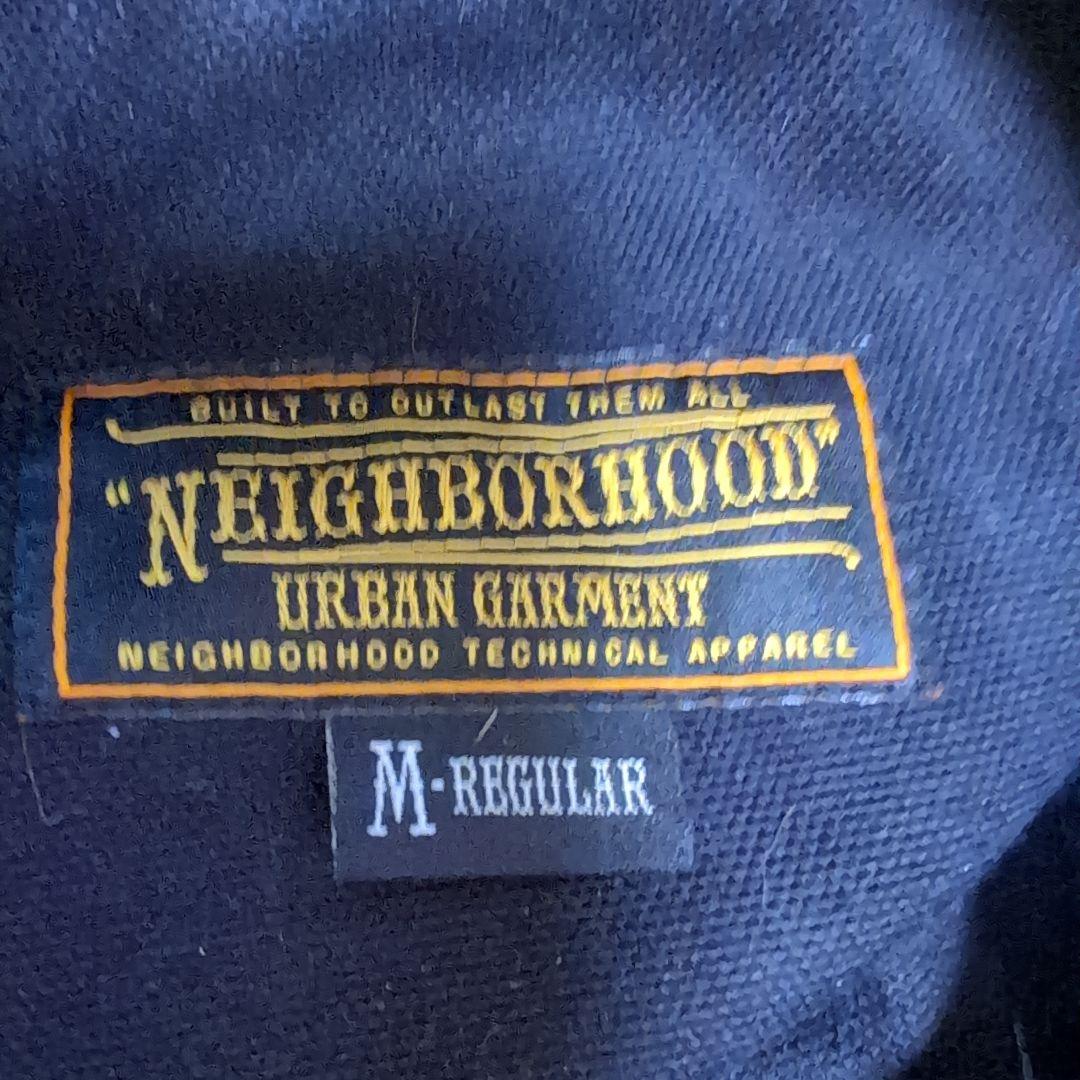 BUILT TO OUTLAST THEM ALL
"NEIGHBORHOOD"
URBAN GARMENT
NEIGHBORHOOD TECHNICAL APPAREL
M-REGULAR